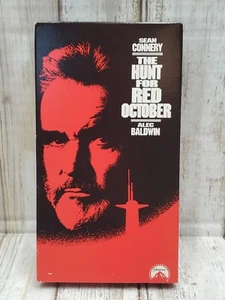 SEAN
CONNERY
THE
HUNT
FOR
RED
OCTOBER
ALEC
BALDWIN